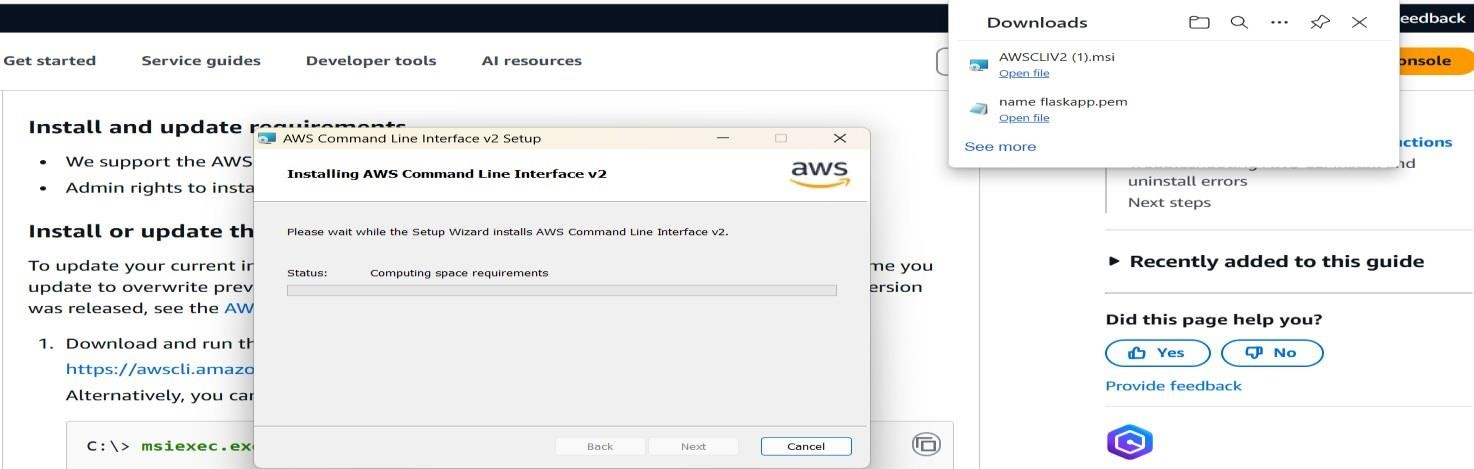 eedback
Get started
Service guides
Developer tools
AI resources
onsole
Downloads
AWSCLIV2 (1).msi
Open file
name flaskapp.pem
Open file
See more
Install and update requirements
• We support the AWS
• Admin rights to insta
Install or update th
To update your current in
me you
update to overwrite prev
ersion
was released, see the AW
1. Download and run th
https://awscli.amazo
Alternatively, you can
C:\> msiexec.exe
AWS Command Line Interface v2 Setup
Installing AWS Command Line Interface v2
aws
Please wait while the Setup Wizard installs AWS Command Line Interface v2.
Status: Computing space requirements
Back
Next
Cancel
ctions
nd
uninstall errors
Next steps
Recently added to this guide
Did this page help you?
Yes
No
Provide feedback